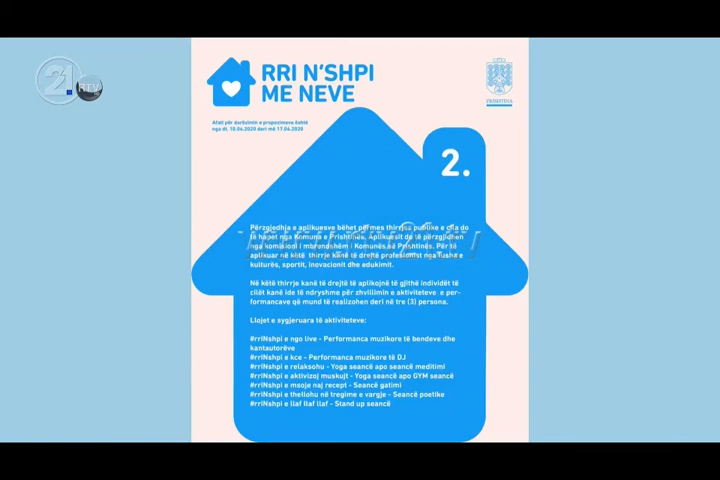 21
RTV
RRI N'SHPI
ME NEVE
PRISHTINA
Afati për dorëzimin e propozimeve është
nga dt. 10.04.2020 deri më 17.04.2020
2.
Përzgjedhja e aplikuesve bëhet përmes thirrjes publike e cila do
të hapet nga Komuna e Prishtinës. Aplikuesit do të përzgjidhen
nga komisioni i mbrendshëm i Komunës së Prishtinës. Për të
aplikuar në këtë thirrje kanë të drejtë profesionist nga fusha e
kulturës, sportit, inovacionit dhe edukimit.
Në këtë thirrje kanë të drejtë të aplikojnë të gjithë individët të
cilët kanë ide të ndryshme për zhvillimin e aktiviteteve e per-
formancave që mund të realizohen deri në tre (3) persona.
Llojet e sygjeruara të aktiviteteve:
#rriNshpi e ngo live - Performanca muzikore të bendeve dhe
kantautorëve
#rriNshpi e kce - Performanca muzikore të DJ
#rriNshpi e relaksohu - Yoga seancë apo seancë meditimi
#rriNshpi e aktivizoj muskujt - Yoga seancë apo GYM seancë
#rriNshpi e msoje naj recept - Seancë gatimi
#rriNshpi e thellohu në tregime e vargje - Seancë poetike
#rriNshpi e llaf llaf llaf - Stand up seancë